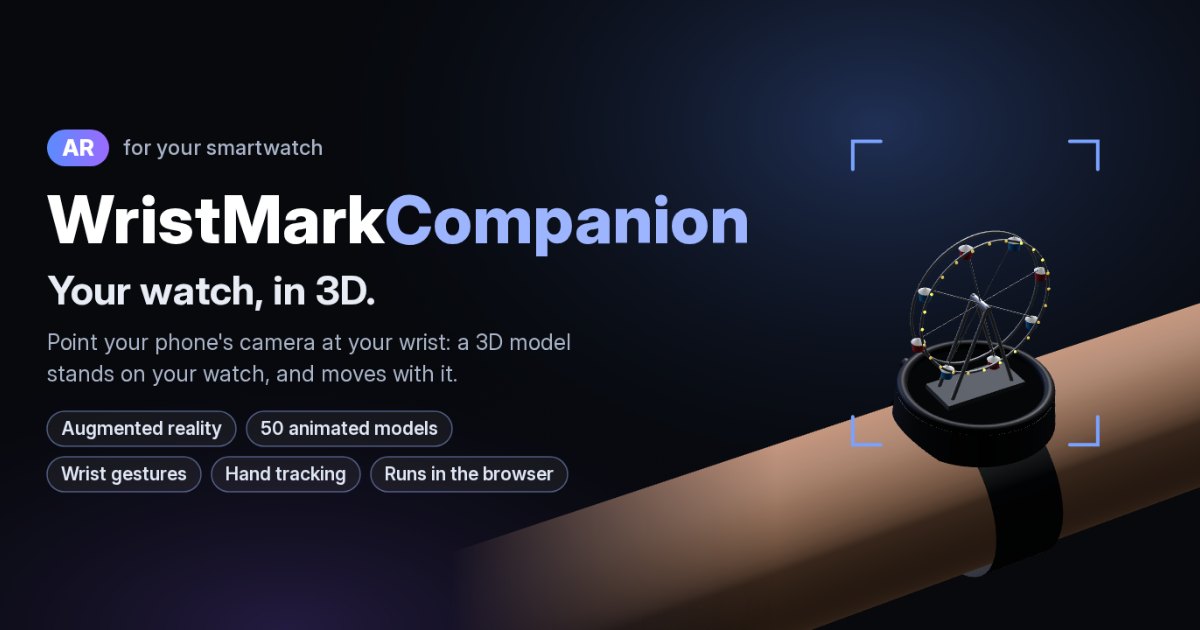 AR for your smartwatch
WristMarkCompanion
Your watch, in 3D.
Point your phone's camera at your wrist: a 3D model
stands on your watch, and moves with it.
Augmented reality 50 animated models
Wrist gestures Hand tracking Runs in the browser